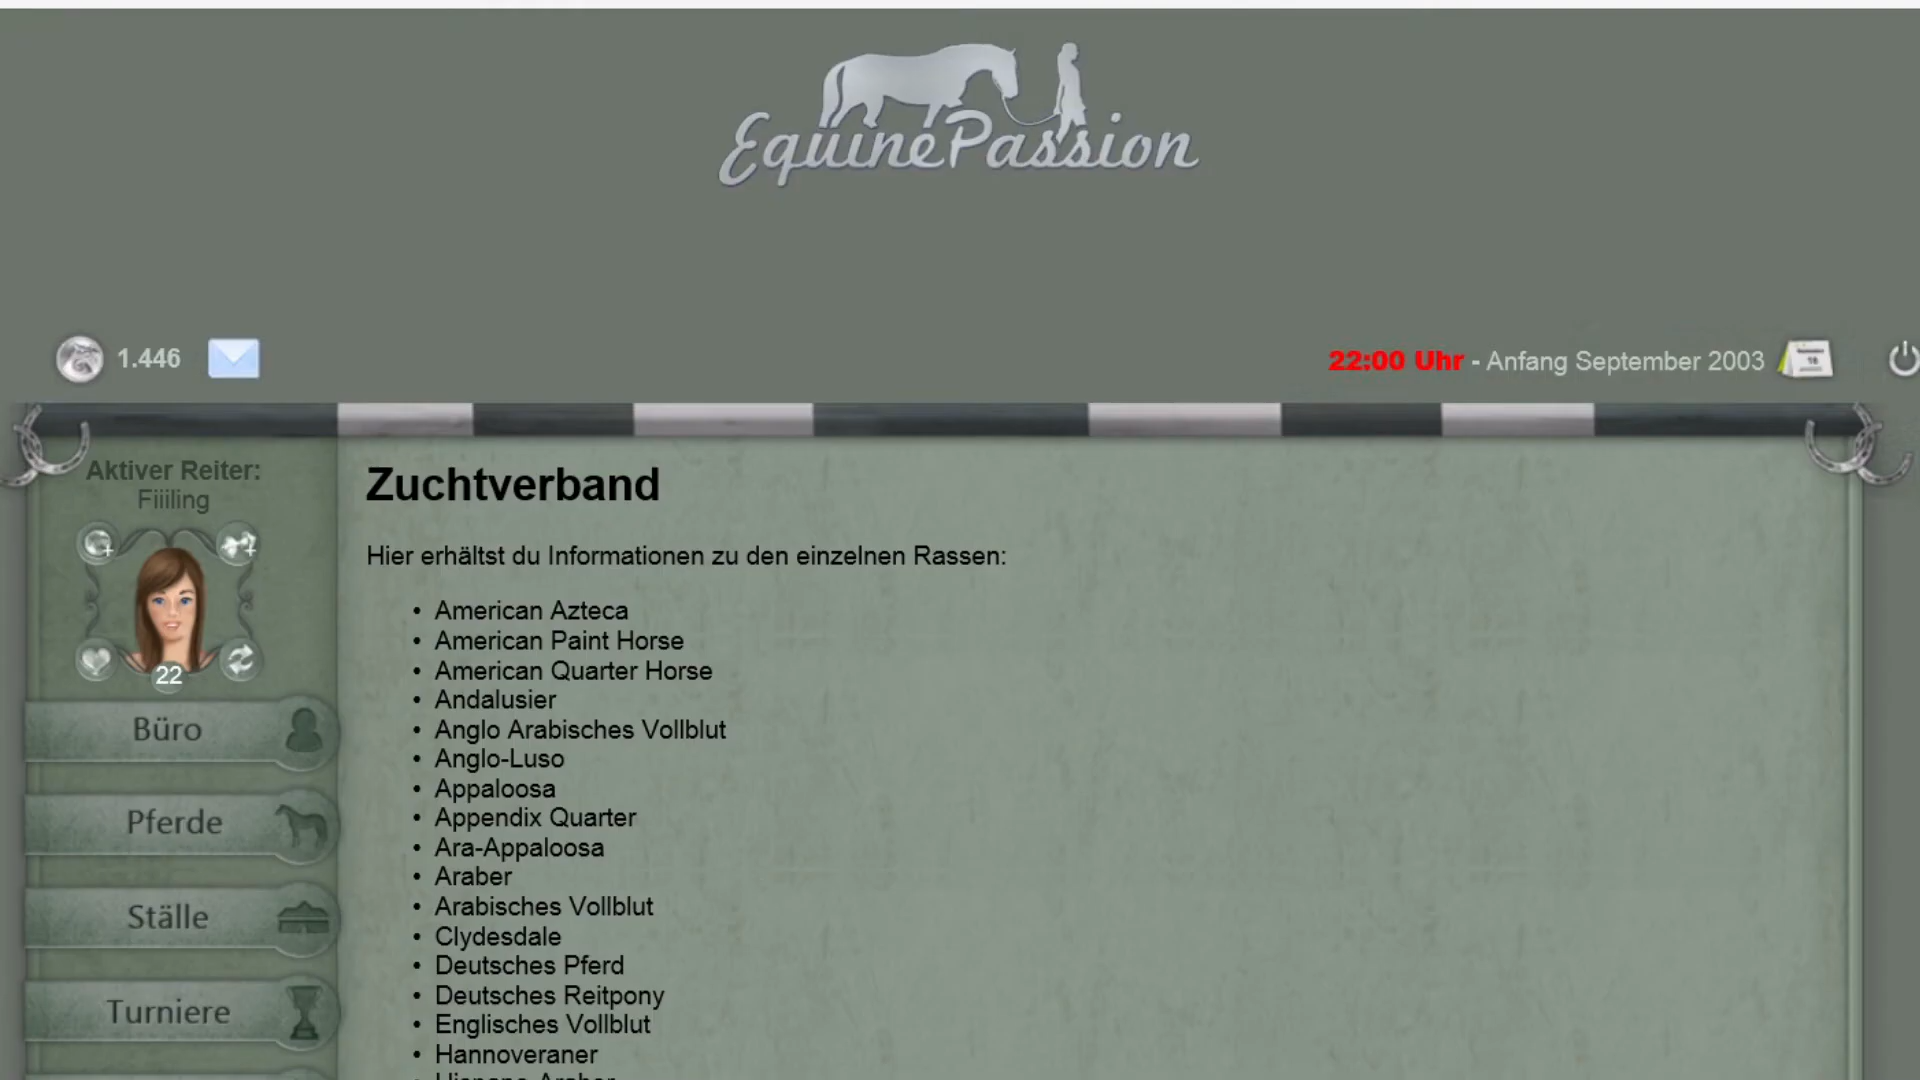 EquinePassion
1.446
22:00 Uhr - Anfang September 2003
Aktiver Reiter:
Fiiiling
22
Büro
Pferde
Ställe
Turniere
Zuchtverband
Hier erhältst du Informationen zu den einzelnen Rassen:
• American Azteca
• American Paint Horse
• American Quarter Horse
• Andalusier
• Anglo Arabisches Vollblut
• Anglo-Luso
• Appaloosa
• Appendix Quarter
• Ara-Appaloosa
• Araber
• Arabisches Vollblut
• Clydesdale
• Deutsches Pferd
• Deutsches Reitpony
• Englisches Vollblut
• Hannoveraner